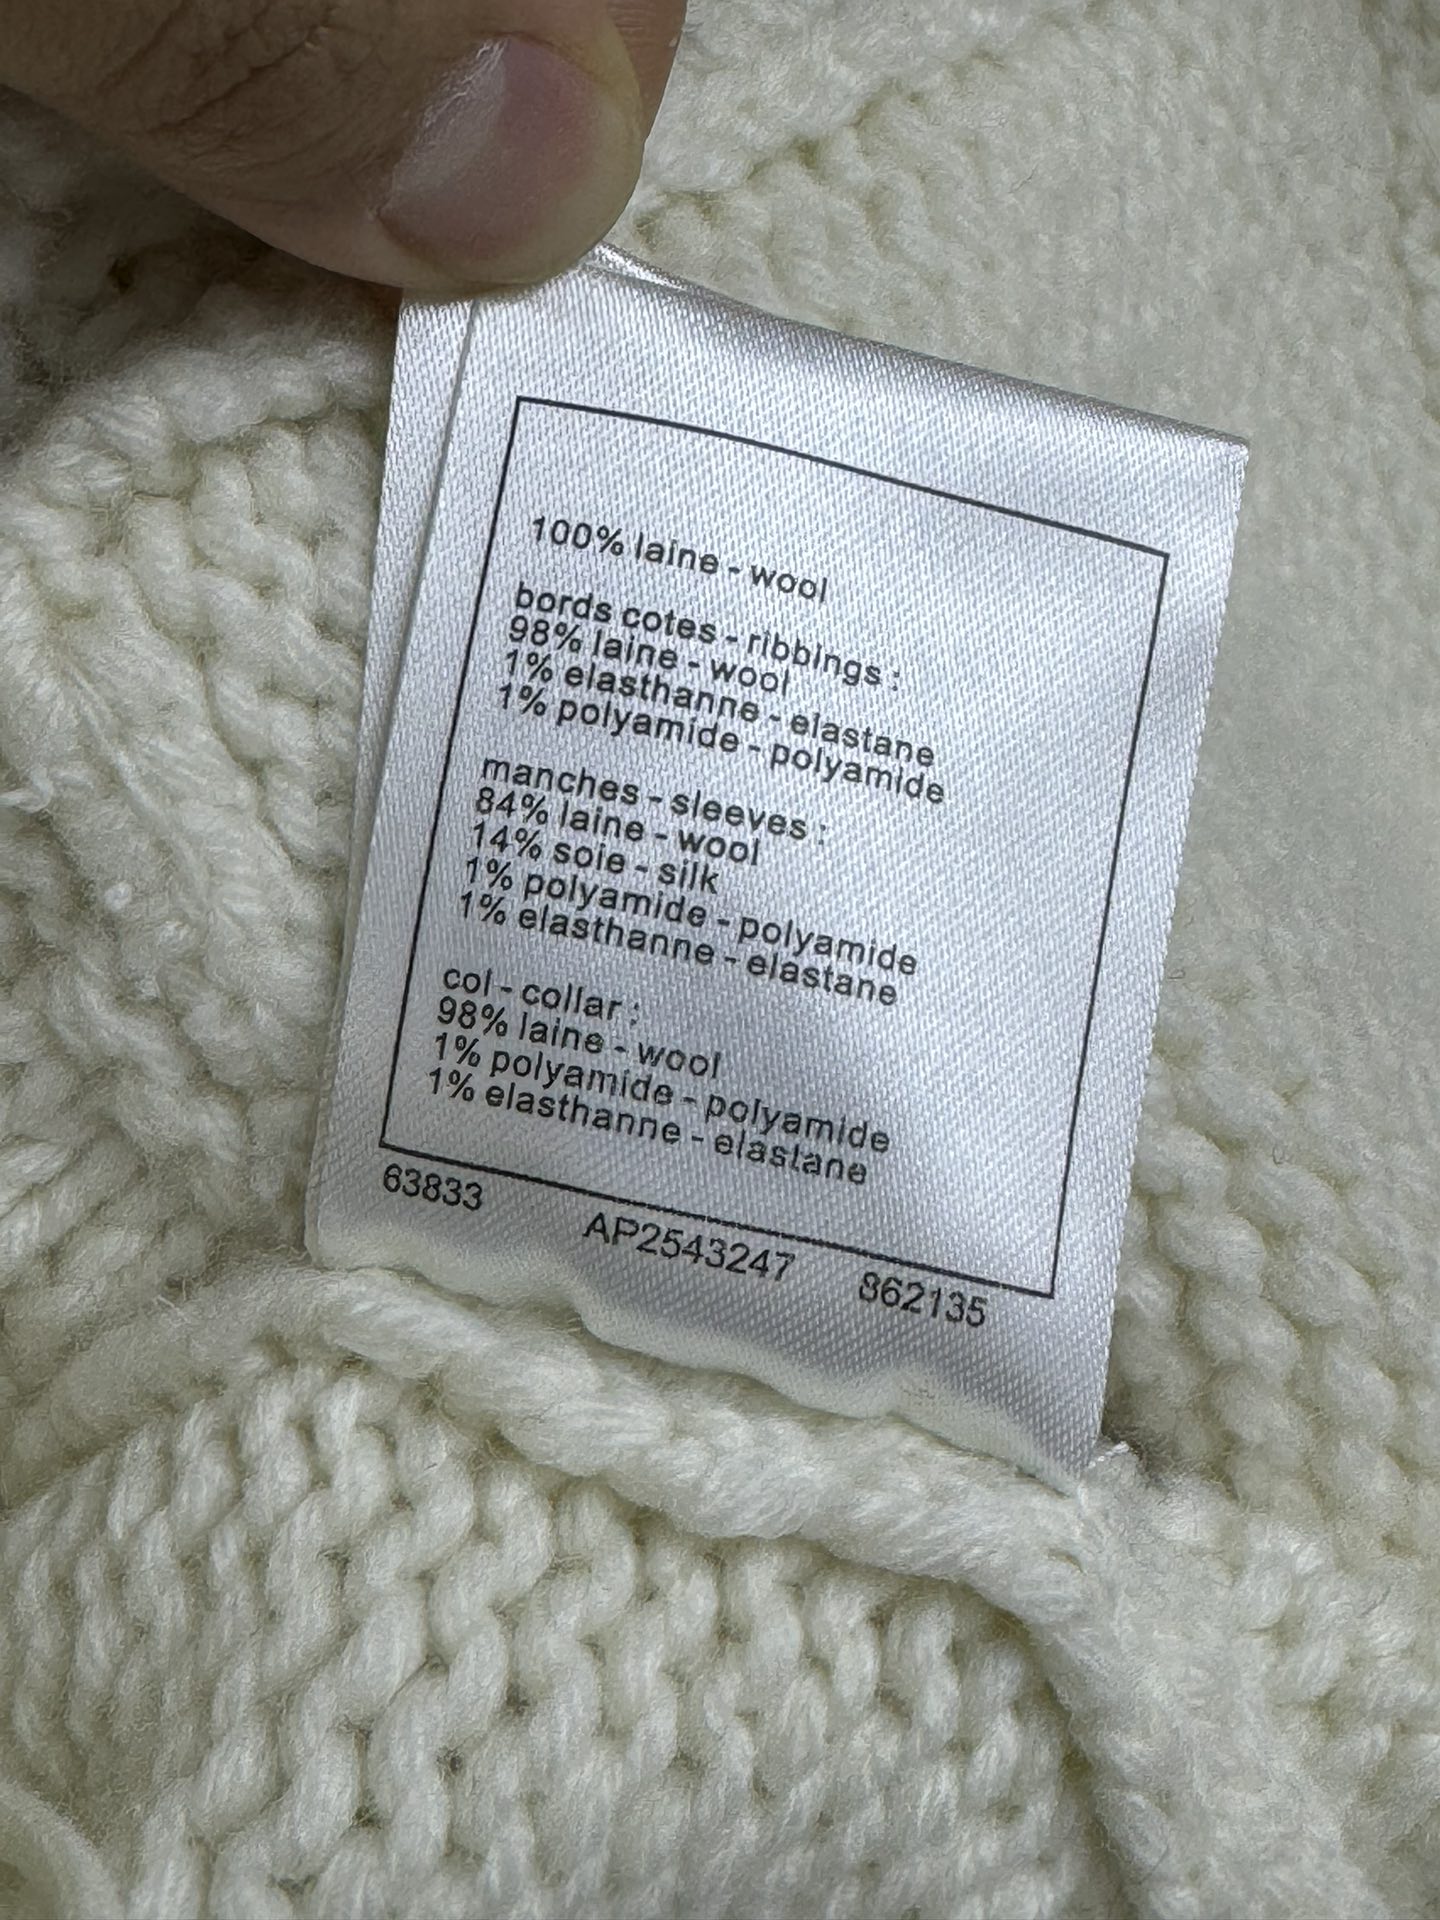 100% laine - wool
bords cotes - ribbings :
98% laine - wool
1% elasthanne - elastane
1% polyamide - polyamide
manches - sleeves :
84% laine - wool
14% soie - silk
1% polyamide - polyamide
1% elasthanne - elastane
col - collar :
98% laine - wool
1% polyamide - polyamide
1% elasthanne - elastane
63833 AP2543247 862135